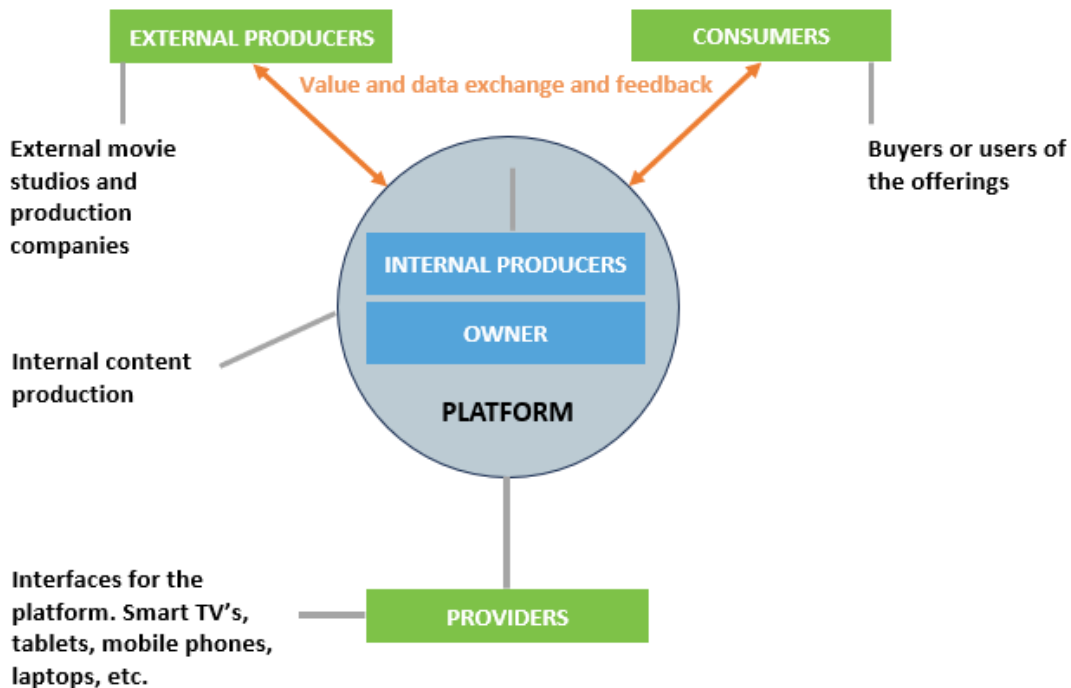 EXTERNAL PRODUCERS
CONSUMERS
Value and data exchange and feedback
External movie
studios and
production
companies
Buyers or users of
the offerings
INTERNAL PRODUCERS
OWNER
PLATFORM
Internal content
production
Interfaces for the
platform. Smart TV's,
tablets, mobile phones,
laptops, etc.
PROVIDERS